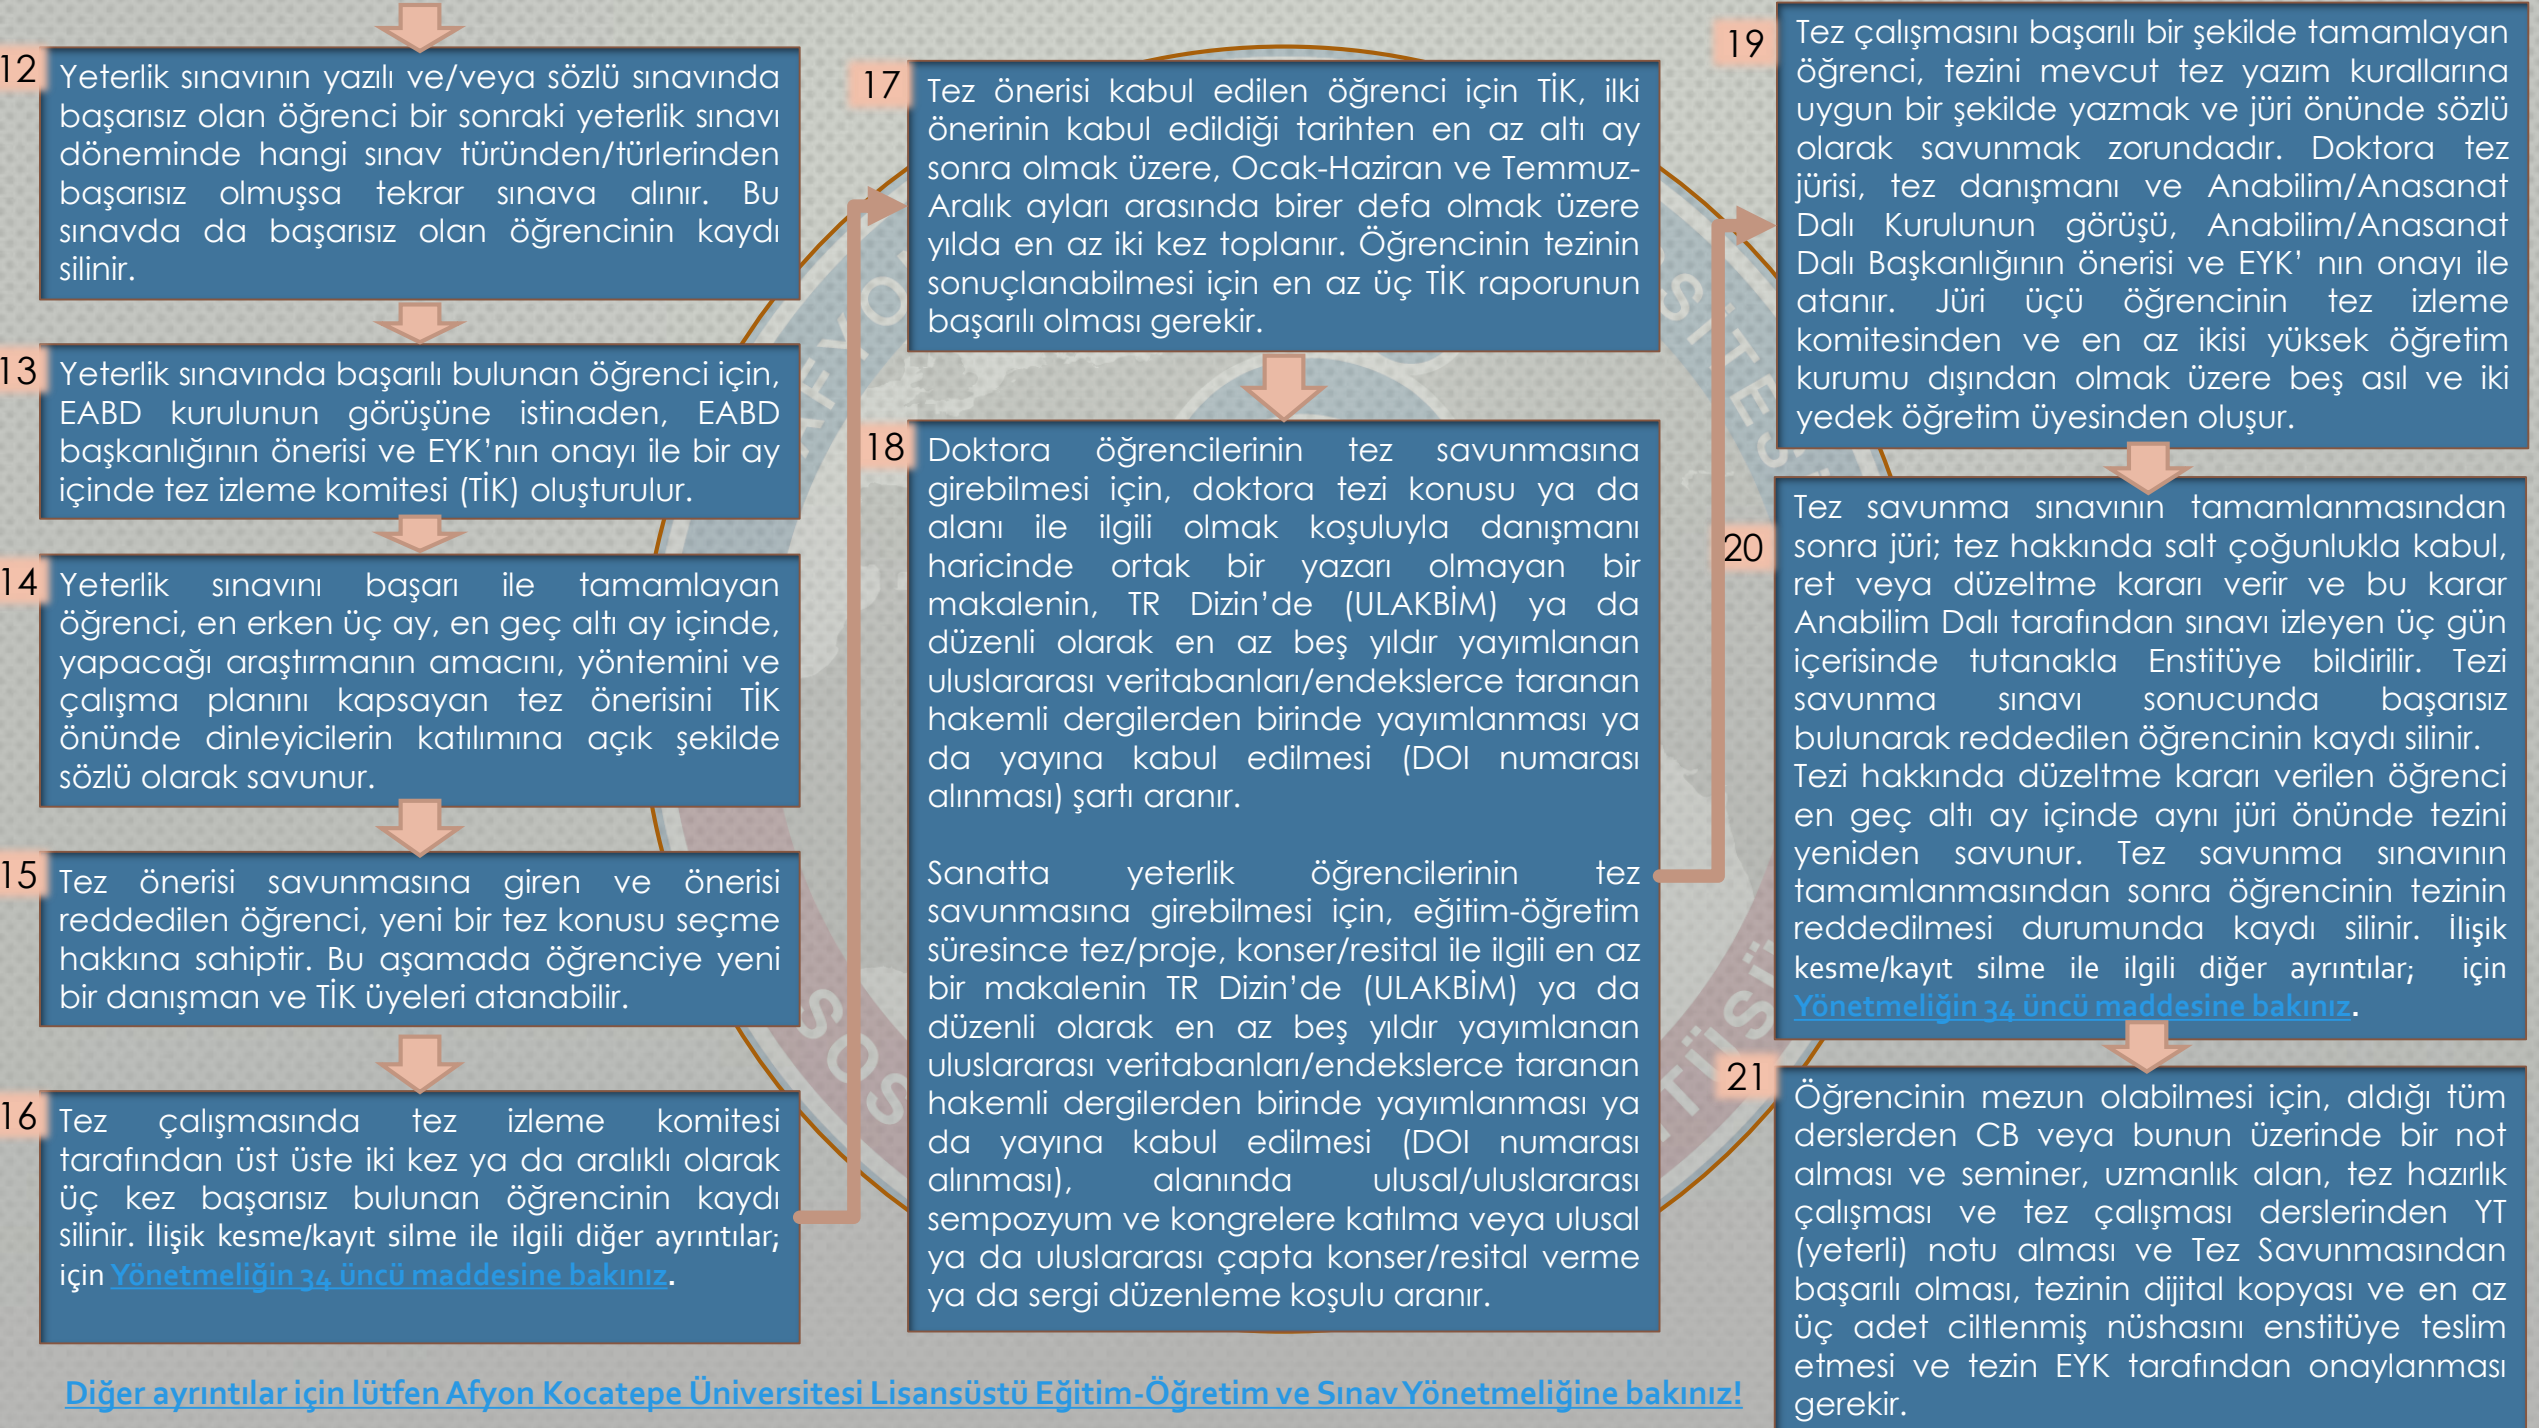 12
Yeterlik sınavının yazılı ve/veya sözlü sınavında
başarısız olan öğrenci bir sonraki yeterlik sınavı
döneminde hangi sınav türünden/türlerinden
başarısız olmuşsa tekrar sınava alınır. Bu
sınavda da başarısız olan öğrencinin kaydı
silinir.
13
Yeterlik sınavında başarılı bulunan öğrenci için,
EABD kurulunun görüşüne istinaden, EABD
başkanlığının önerisi ve EYK’nın onayı ile bir ay
içinde tez izleme komitesi (TİK) oluşturulur.
14
Yeterlik sınavını başarı ile tamamlayan
öğrenci, en erken üç ay, en geç altı ay içinde,
yapacağı araştırmanın amacını, yöntemini ve
çalışma planını kapsayan tez önerisini TİK
önünde dinleyicilerin katılımına açık şekilde
sözlü olarak savunur.
15
Tez önerisi savunmasına giren ve önerisi
reddedilen öğrenci, yeni bir tez konusu seçme
hakkına sahiptir. Bu aşamada öğrenciye yeni
bir danışman ve TİK üyeleri atanabilir.
16
Tez çalışmasında tez izleme komitesi
tarafından üst üste iki kez ya da aralıklı olarak
üç kez başarısız bulunan öğrencinin kaydı
silinir. İlişik kesme/kayıt silme ile ilgili diğer ayrıntılar;
için Yönetmeliğin 34 üncü maddesine bakınız.
17
Tez önerisi kabul edilen öğrenci için TİK, ilki
önerinin kabul edildiği tarihten en az altı ay
sonra olmak üzere, Ocak-Haziran ve Temmuz-
Aralık ayları arasında birer defa olmak üzere
yılda en az iki kez toplanır. Öğrencinin tezinin
sonuçlanabilmesi için en az üç TİK raporunun
başarılı olması gerekir.
18
Doktora öğrencilerinin tez savunmasına
girebilmesi için, doktora tezi konusu ya da
alanı ile ilgili olmak koşuluyla danışmanı
haricinde ortak bir yazarı olmayan bir
makalenin, TR Dizin’de (ULAKBİM) ya da
düzenli olarak en az beş yıldır yayımlanan
uluslararası veritabanları/endekslerce taranan
hakemli dergilerden birinde yayımlanması ya
da yayına kabul edilmesi (DOI numarası
alınması) şartı aranır.
Sanatta yeterlik öğrencilerinin tez
savunmasına girebilmesi için, eğitim-öğretim
süresince tez/proje, konser/resital ile ilgili en az
bir makalenin TR Dizin’de (ULAKBİM) ya da
düzenli olarak en az beş yıldır yayımlanan
uluslararası veritabanları/endekslerce taranan
hakemli dergilerden birinde yayımlanması ya
da yayına kabul edilmesi (DOI numarası
alınması), alanında ulusal/uluslararası
sempozyum ve kongrelere katılma veya ulusal
ya da uluslararası çapta konser/resital verme
ya da sergi düzenleme koşulu aranır.
19
Tez çalışmasını başarılı bir şekilde tamamlayan
öğrenci, tezini mevcut tez yazım kurallarına
uygun bir şekilde yazmak ve jüri önünde sözlü
olarak savunmak zorundadır. Doktora tez
jürisi, tez danışmanı ve Anabilim/Anasanat
Dalı Kurulunun görüşü, Anabilim/Anasanat
Dalı Başkanlığının önerisi ve EYK’ nın onayı ile
atanır. Jüri üçü öğrencinin tez izleme
komitesinden ve en az ikisi yüksek öğretim
kurumu dışından olmak üzere beş asıl ve iki
yedek öğretim üyesinden oluşur.
20
Tez savunma sınavının tamamlanmasından
sonra jüri; tez hakkında salt çoğunlukla kabul,
ret veya düzeltme kararı verir ve bu karar
Anabilim Dalı tarafından sınavı izleyen üç gün
içerisinde tutanakla Enstitüye bildirilir. Tezi
savunma sınavı sonucunda başarısız
bulunarak reddedilen öğrencinin kaydı silinir.
Tezi hakkında düzeltme kararı verilen öğrenci
en geç altı ay içinde aynı jüri önünde tezini
yeniden savunur. Tez savunma sınavının
tamamlanmasından sonra öğrencinin tezinin
reddedilmesi durumunda kaydı silinir. İlişik
kesme/kayıt silme ile ilgili diğer ayrıntılar; için
Yönetmeliğin 34 üncü maddesine bakınız.
21
Öğrencinin mezun olabilmesi için, aldığı tüm
derslerden CB veya bunun üzerinde bir not
alması ve seminer, uzmanlık alan, tez hazırlık
çalışması ve tez çalışması derslerinden YT
(yeterli) notu alması ve Tez Savunmasından
başarılı olması, tezinin dijital kopyası ve en az
üç adet ciltlenmiş nüshasını enstitüye teslim
etmesi ve tezin EYK tarafından onaylanması
gerekir.
Diğer ayrıntılar için lütfen Afyon Kocatepe Üniversitesi Lisansüstü Eğitim-Öğretim ve Sınav Yönetmeliğine bakınız!